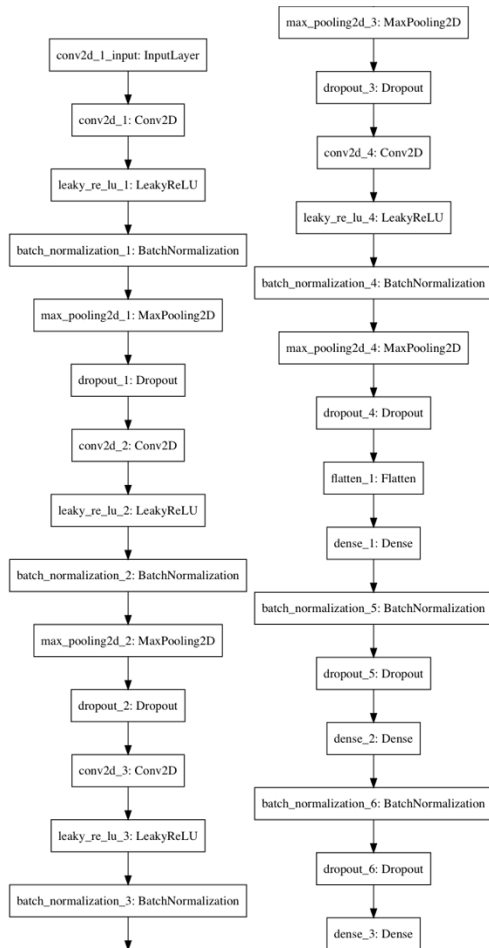 conv2d_1_input: InputLayer
conv2d_1: Conv2D
leaky_re_lu_1: LeakyReLU
batch_normalization_1: BatchNormalization
max_pooling2d_1: MaxPooling2D
dropout_1: Dropout
conv2d_2: Conv2D
leaky_re_lu_2: LeakyReLU
batch_normalization_2: BatchNormalization
max_pooling2d_2: MaxPooling2D
dropout_2: Dropout
conv2d_3: Conv2D
leaky_re_lu_3: LeakyReLU
batch_normalization_3: BatchNormalization
max_pooling2d_3: MaxPooling2D
dropout_3: Dropout
conv2d_4: Conv2D
leaky_re_lu_4: LeakyReLU
batch_normalization_4: BatchNormalization
max_pooling2d_4: MaxPooling2D
dropout_4: Dropout
flatten_1: Flatten
dense_1: Dense
batch_normalization_5: BatchNormalization
dropout_5: Dropout
dense_2: Dense
batch_normalization_6: BatchNormalization
dropout_6: Dropout
dense_3: Dense